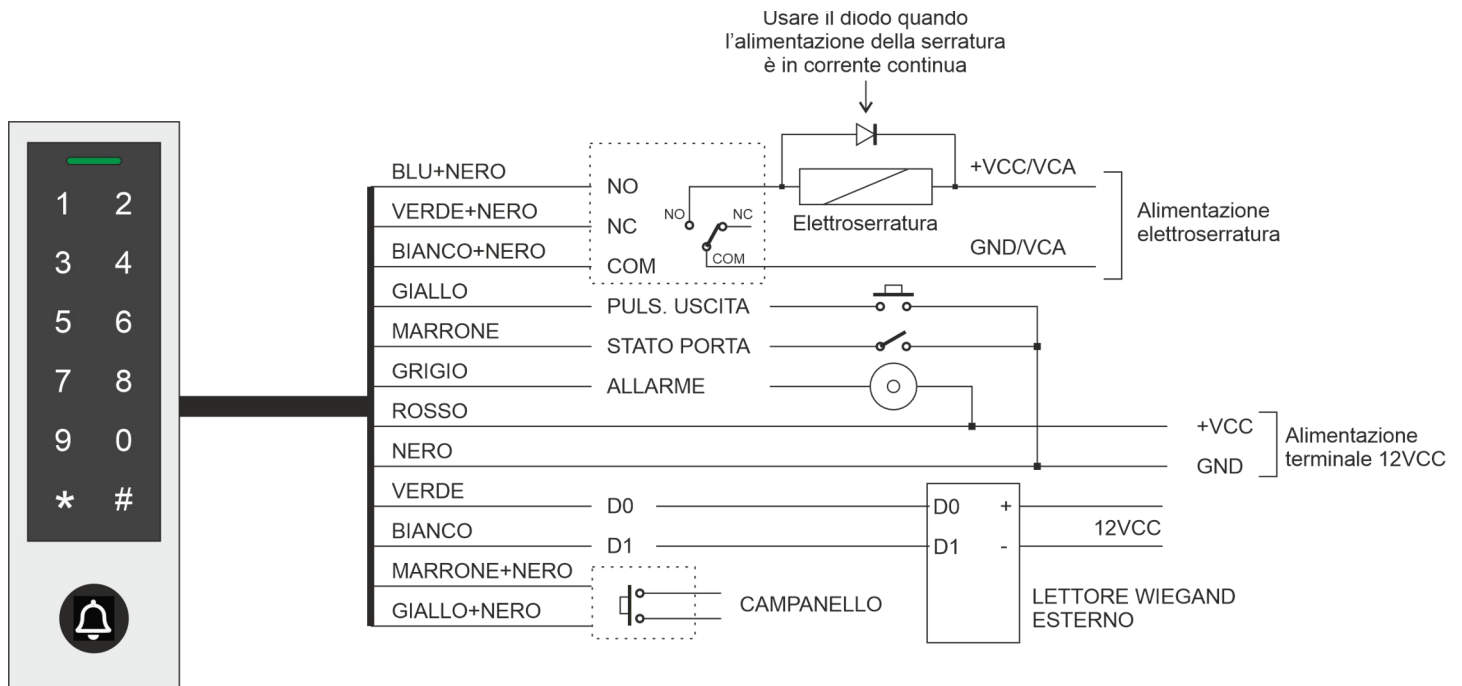 Usare il diodo quando
l'alimentazione della serratura
è in corrente continua
1 2
3 4
5 6
7 8
9 0
* #
BLU+NERO
VERDE+NERO
BIANCO+NERO
GIALLO
MARRONE
GRIGIO
ROSSO
NERO
VERDE
BIANCO
MARRONE+NERO
GIALLO+NERO
NO
NC
COM
NO
NC
COM
Elettroserratura
+VCC/VCA
GND/VCA
Alimentazione
elettroserratura
PULS. USCITA
STATO PORTA
ALLARME
+VCC
GND
Alimentazione
terminale 12VCC
D0
D1
D0 +
D1 -
12VCC
LETTORE WIEGAND
ESTERNO
CAMPANELLO